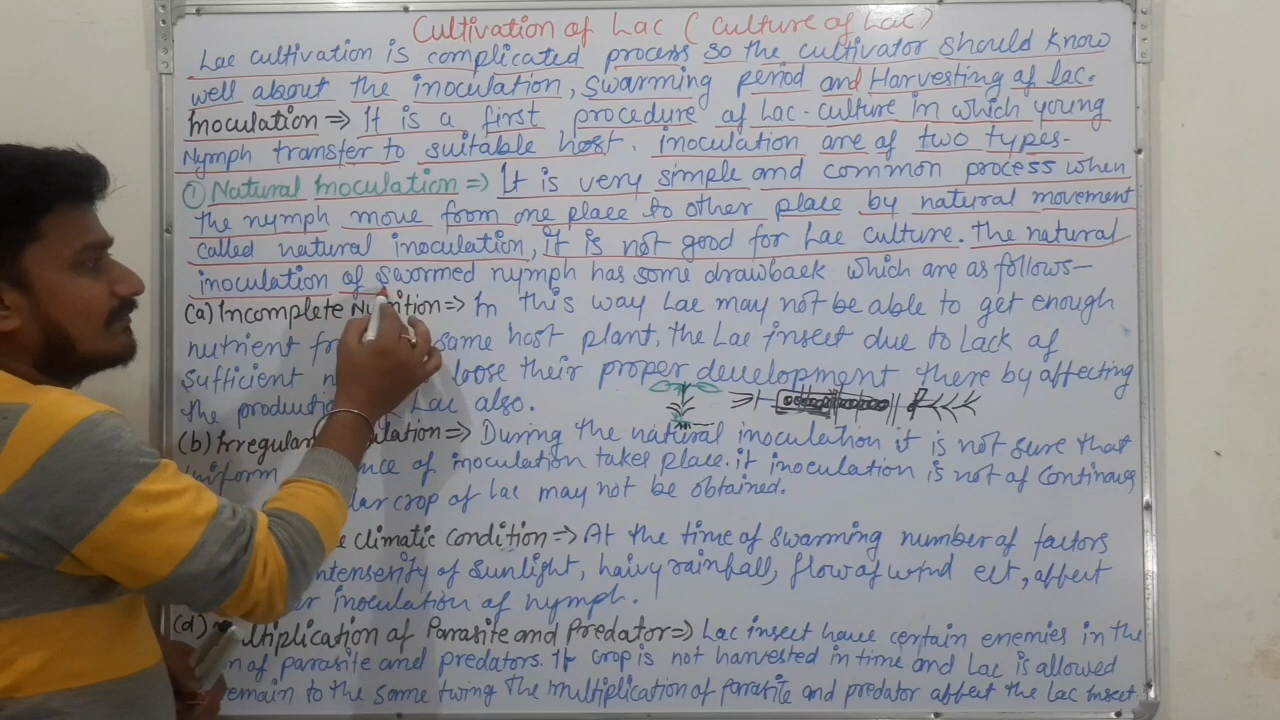 Cultivation of Lac (Culture of Lac)
Lac cultivation is complicated process so the cultivator should know
well about the inoculation, swarming period and Harvesting of lac.
Inoculation => It is a first procedure of Lac-culture in which young
Nymph transfer to suitable host. inoculation are of two types-
① Natural Inoculation => It is very simple and common process when
the nymph move from one place to other place by natural movement
called natural inoculation, it is not good for Lac culture. The natural
inoculation of swormed nymph has some drawback which are as follows-
(a) Incomplete Nutrition => In this way Lac may not be able to get enough
nutrient same host plant, the Lac insect due to Lack of
Sufficient loose their proper development there by affecting
the Lac also.
(b) Irregular => During the natural inoculation it is not sure that
of inoculation takes place. if inoculation is not of continous
crop of Lac may not be obtained.
climatic condition => At the time of swarming number of factors
of sunlight, haivy rainfall, flow of wind ect, affect
inoculation of nymph.
(d) of Parasite and Predator => Lac insect have certain enemies in the
of parasite and predators. If crop is not harvested in time and Lac is allowed
to the same twing the multiplication of parasite and predator affect the Lac insect.